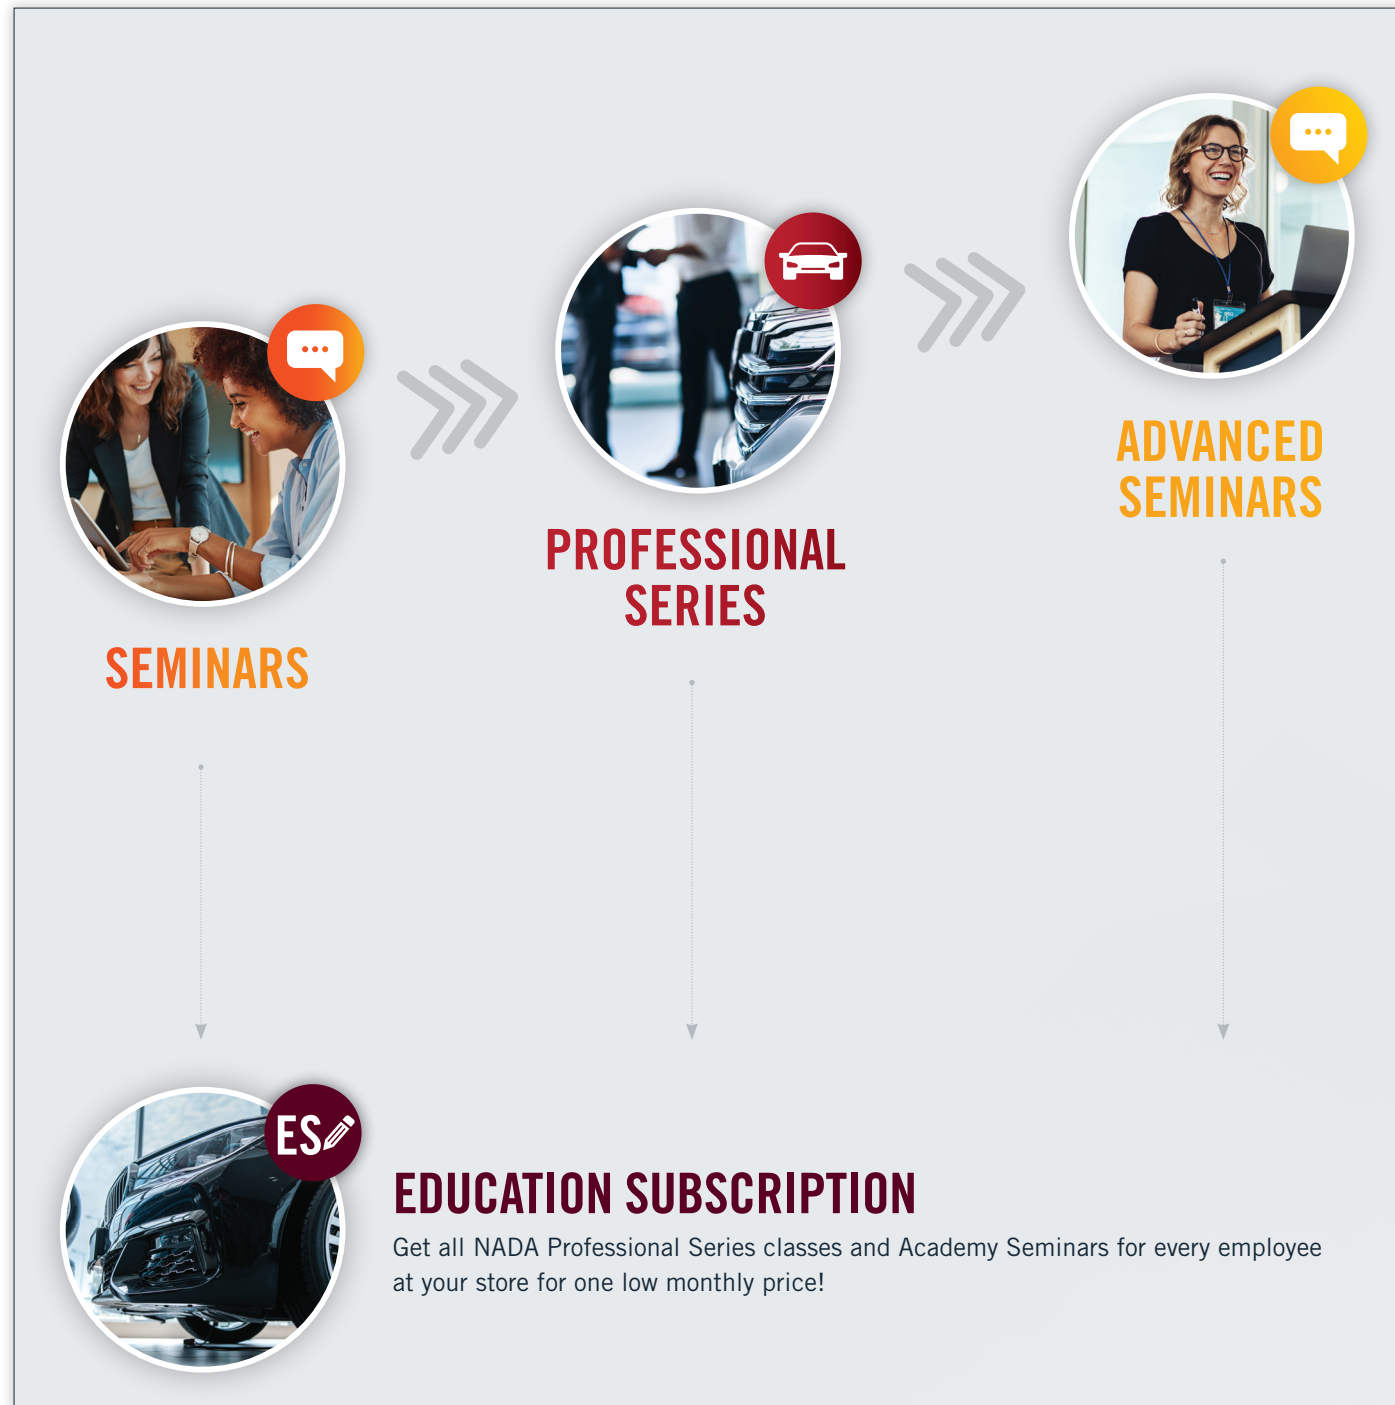 SEMINARS
PROFESSIONAL
SERIES
ADVANCED
SEMINARS
ES
EDUCATION SUBSCRIPTION
Get all NADA Professional Series classes and Academy Seminars for every employee
at your store for one low monthly price!